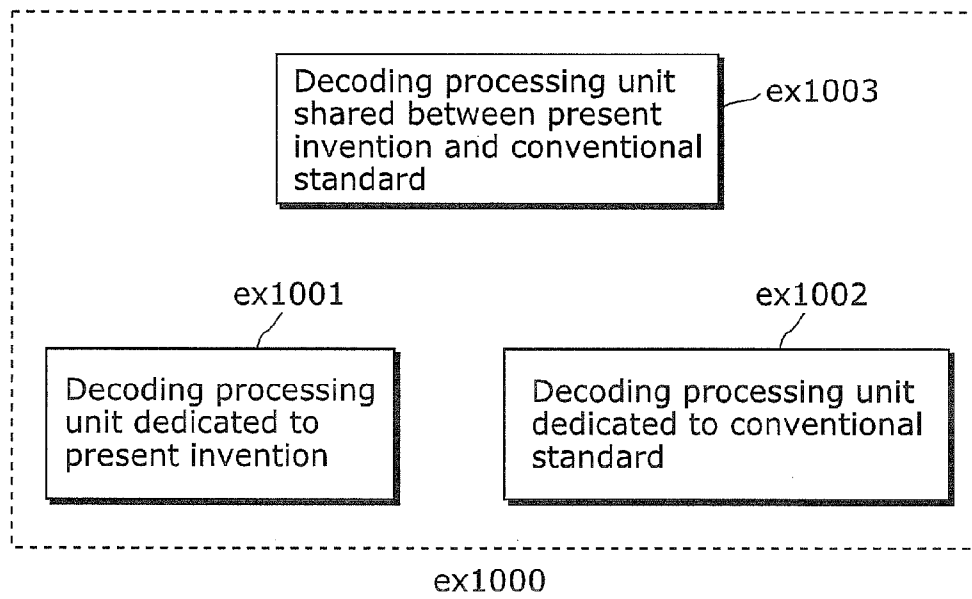 Decoding processing unit
shared between present
invention and conventional
standard
ex1003
ex1001
ex1002
Decoding processing
unit dedicated to
present invention
Decoding processing unit
dedicated to conventional
standard
ex1000